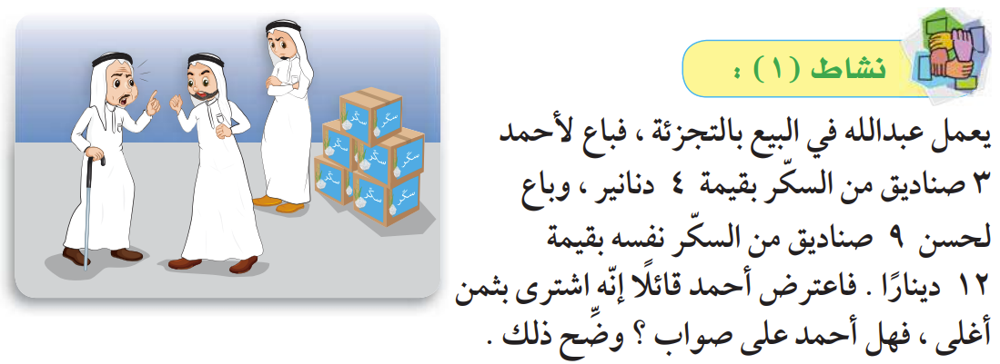 نشاط (١) :
يعمل عبدالله في البيع بالتجزئة ، فباع لأحمد
٣ صناديق من السكّر بقيمة ٤ دنانير ، وباع
لحسن ٩ صناديق من السكّر نفسه بقيمة
١٢ دينارًا . فاعترض أحمد قائلًا إنّه اشترى بثمن
أغلى ، فهل أحمد على صواب ؟ وضِّح ذلك .
سكّر
سكّر
سكّر
سكّر
سكّر
سكّر
سكّر